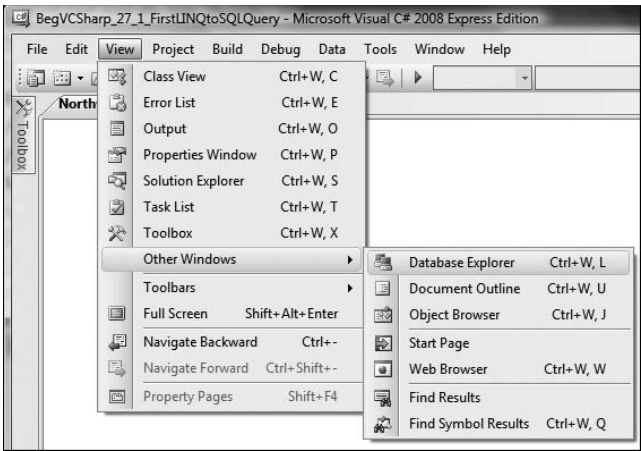 BegVCSharp_27_1_FirstLINQtoSQLQuery - Microsoft Visual C# 2008 Express Edition
File Edit View Project Build Debug Data Tools Window Help
North
Toolbox
Class View Ctrl+W, C
Error List Ctrl+W, E
Output Ctrl+W, O
Properties Window Ctrl+W, P
Solution Explorer Ctrl+W, S
Task List Ctrl+W, T
Toolbox Ctrl+W, X
Other Windows
Toolbars
Full Screen Shift+Alt+Enter
Navigate Backward Ctrl+-
Navigate Forward Ctrl+Shift+-
Property Pages Shift+F4
Database Explorer Ctrl+W, L
Document Outline Ctrl+W, U
Object Browser Ctrl+W, J
Start Page
Web Browser Ctrl+W, W
Find Results
Find Symbol Results Ctrl+W, Q